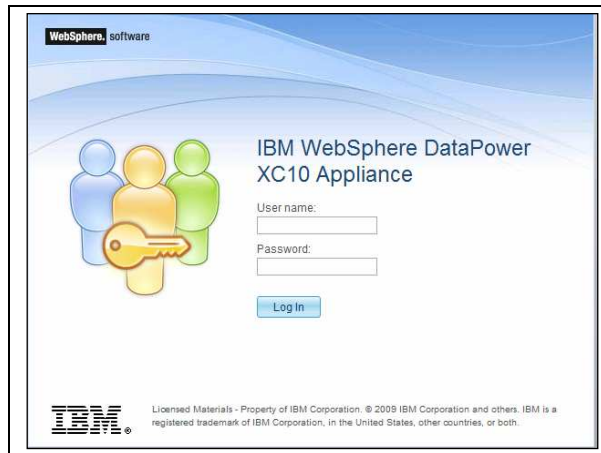 WebSphere. software
IBM WebSphere DataPower
XC10 Appliance
User name:
Password:
Log In
IBM®
Licensed Materials - Property of IBM Corporation. © 2009 IBM Corporation and others. IBM is a
registered trademark of IBM Corporation, in the United States, other countries, or both.